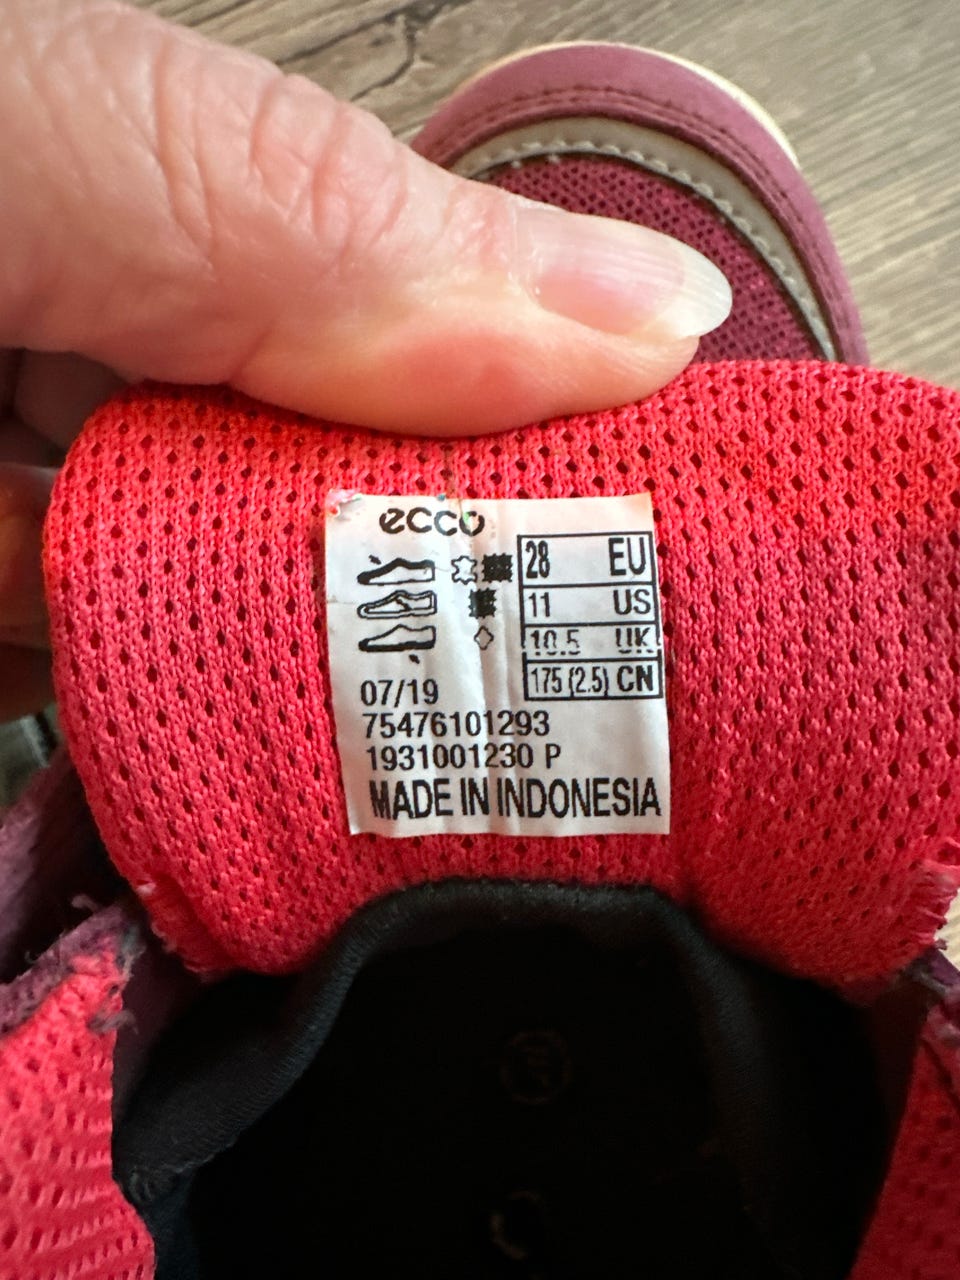 ecco
28 EU
11 US
10.5 UK
175 (2.5) CN
07/19
75476101293
1931001230 P
MADE IN INDONESIA